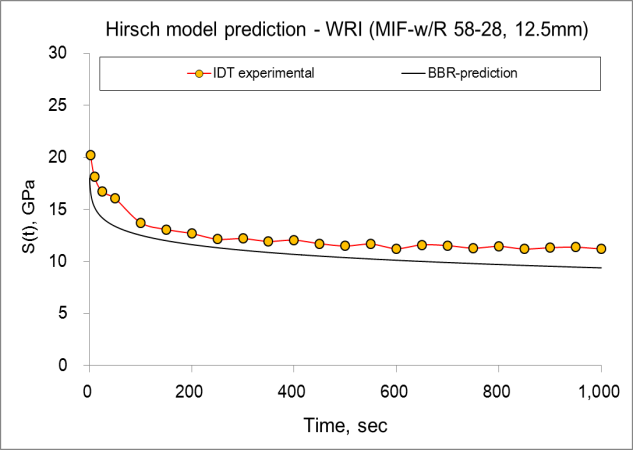 Hirsch model prediction - WRI (MIF-w/R 58-28, 12.5mm)
30
IDT experimental
BBR-prediction
25
20
15
10
5
0
S(t), GPa
0
200
400
600
800
1,000
Time, sec